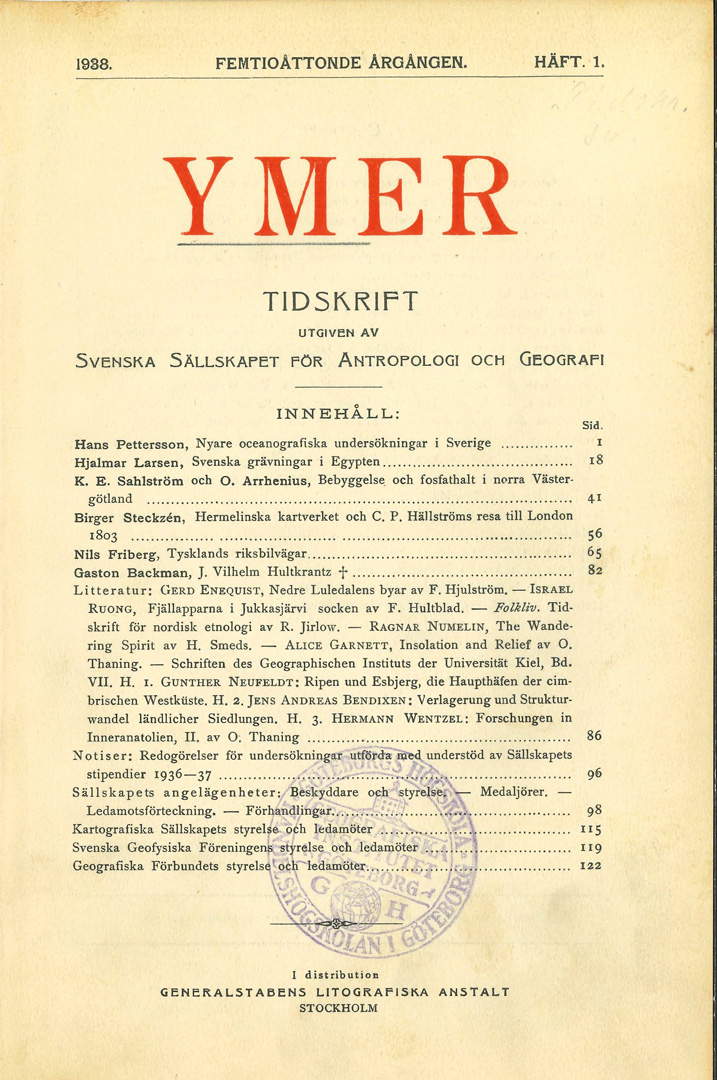 1938. FEMTIOÅTTONDE ÅRGÅNGEN. HÄFT. 1.
YMER
TIDSKRIFT
UTGIVEN AV
SVENSKA SÄLLSKAPET FÖR ANTROPOLOGI OCH GEOGRAFI
INNEHÅLL:
Sid.
Hans Pettersson, Nyare oceanografiska undersökningar i Sverige .............. 1
Hjalmar Larsen, Svenska grävningar i Egypten .............. 18
K. E. Sahlström och O. Arrhenius, Bebyggelse och fosfathalt i norra Väster-
götland .............. 41
Birger Steckzén, Hermelinska kartverket och C. P. Hällströms resa till London
1803 .............. 56
Nils Friberg, Tysklands riksbilvägar .............. 65
Gaston Backman, J. Vilhelm Hultkrantz † .............. 82
Litteratur: GERD ENEQUIST, Nedre Luledalens byar av F. Hjulström. — ISRAEL
RUONG, Fjällapparna i Jukkasjärvi socken av F. Hultblad. — Folkliv. Tid-
skrift för nordisk etnologi av R. Jirlow. — RAGNAR NUMELIN, The Wande-
ring Spirit av H. Smeds. — ALICE GARNETT, Insolation and Relief av O.
Thaning. — Schriften des Geographischen Instituts der Universität Kiel, Bd.
VII. H. 1. GUNTHER NEUFELDT: Ripen und Esbjerg, die Haupthäfen der cim-
brischen Westküste. H. 2. JENS ANDREAS BENDIXEN: Verlagerung und Struktur-
wandel ländlicher Siedlungen. H. 3. HERMANN WENTZEL: Forschungen in
Inneranatolien, II. av O. Thaning .............. 86
Notiser: Redogörelser för undersökningar utförda med understöd av Sällskapets
stipendier 1936—37 .............. 96
Sällskapets angelägenheter: Beskyddare och styrelse. — Medaljörer. —
Ledamotsförteckning. — Förhandlingar .............. 98
Kartografiska Sällskapets styrelse och ledamöter .............. 115
Svenska Geofysiska Föreningens styrelse och ledamöter .............. 119
Geografiska Förbundets styrelse och ledamöter .............. 122
GÖTEBORGS HÖGSKOLA
GEOGRAFISKA
INSTITUTET
GÖTEBORG
G H
HANDELSHÖGSKOLAN I GÖTEBORG
I distribution
GENERALSTABENS LITOGRAFISKA ANSTALT
STOCKHOLM